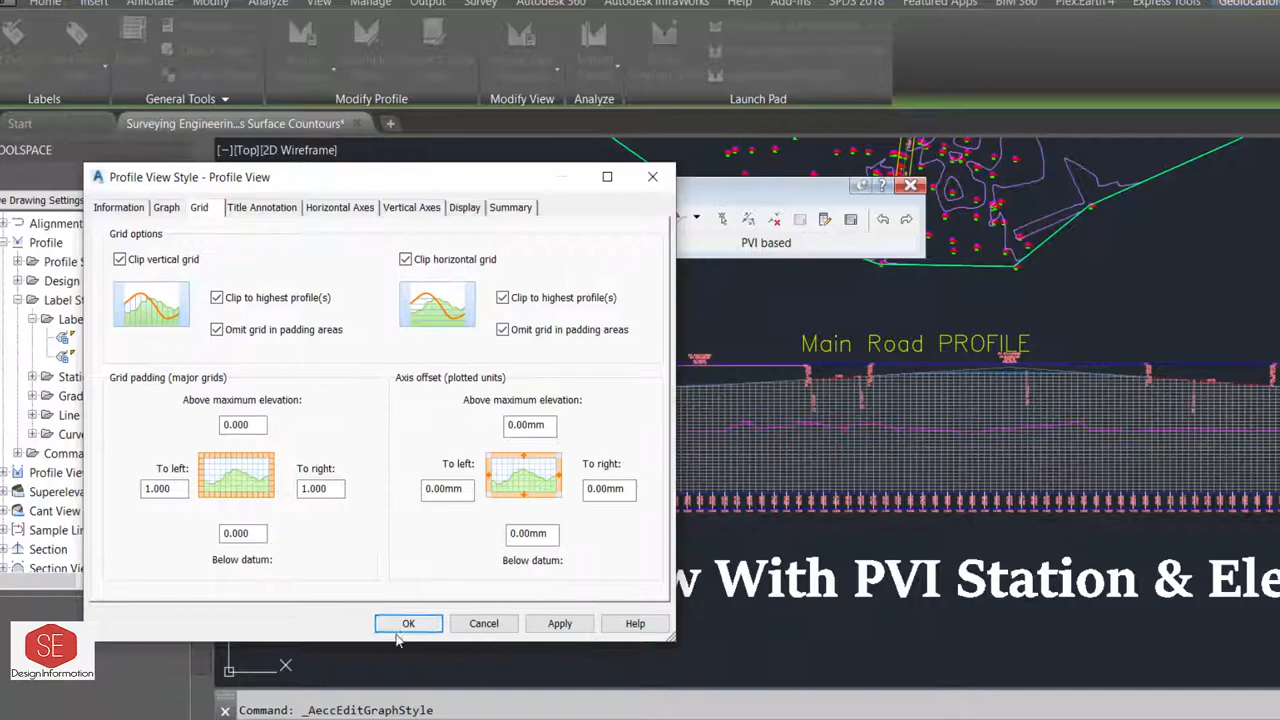 Home Insert Annotate Modify Analyze View Manage Output Survey Autodesk 360 Autodesk InfraWorks Help Add-ins SPDS 2018 Featured Apps BIM 360 Plex.Earth 4 Express Tools Geolocation
Labels General Tools Modify Profile Modify View Analyze Launch Pad
Start Surveying Engineerin...s Surface Countours*
OOLSPACE [−][Top][2D Wireframe]
ve Drawing Settings
Alignment
Profile
Profile S
Design
Label St
Label
Stati
Grad
Line
Curv
Comma
Profile View
Superelev
Cant View
Sample Lin
Section
Section View
Profile View Style - Profile View
Information Graph Grid Title Annotation Horizontal Axes Vertical Axes Display Summary
Grid options
Clip vertical grid Clip horizontal grid
Clip to highest profile(s) Clip to highest profile(s)
Omit grid in padding areas Omit grid in padding areas
Grid padding (major grids) Axis offset (plotted units)
Above maximum elevation: Above maximum elevation:
0.000 0.00mm
To left: To right: To left: To right:
1.000 1.000 0.00mm 0.00mm
0.000 0.00mm
Below datum: Below datum:
OK Cancel Apply Help
PVI based
Main Road PROFILE
w With PVI Station & Ele
SE
Design Information
X
Command: _AeccEditGraphStyle